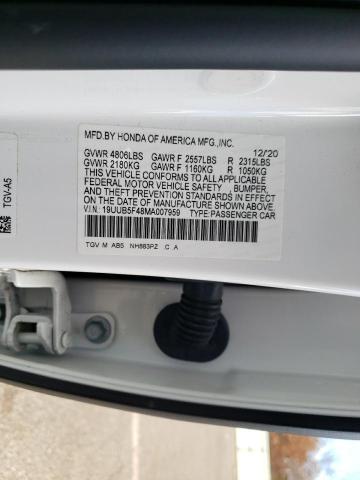 MFD.BY HONDA OF AMERICA MFG.,INC. 12/20
GVWR 4806LBS GAWR F 2557LBS R 2315LBS
GVWR 2180KG GAWR F 1160KG R 1050KG
THIS VEHICLE CONFORMS TO ALL APPLICABLE
FEDERAL MOTOR VEHICLE SAFETY, BUMPER,
AND THEFT PREVENTION STANDARDS IN EFFECT
ON THE DATE OF MANUFACTURE SHOWN ABOVE.
VIN: 19UUB5F48MA007959 TYPE:PASSENGER CAR
TGV M AB5 NH883PZ C A
TGV-A5